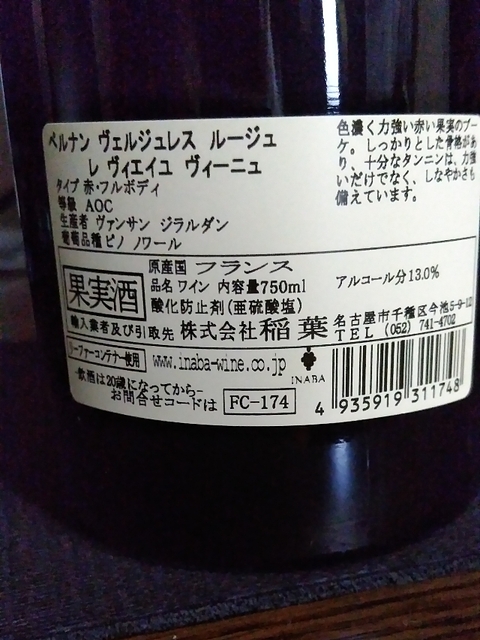 ペルナン ヴェルジュレス ルージュ
レ ヴィエイユ ヴィーニュ
タイプ 赤・フルボディ
等級 AOC
生産者 ヴァンサン ジラルダン
葡萄品種 ピノ ノワール
色濃く力強い赤い果実のブー
ケ。しっかりとした骨格があ
り、十分なタンニンは、力強
いだけでなく、しなやかさも
備えています。
果実酒
原産国 フランス
品名 ワイン 内容量750ml
酸化防止剤(亜硫酸塩)
アルコール分13.0%
輸入業者及び引取先 株式会社 稲葉
名古屋市千種区今池5-9-12
TEL (052) 741-4702
リーファーコンテナー使用
www.inaba-wine.co.jp
INABA
飲酒は20歳になってから
お問合せコードは FC-174
4 935919 311748